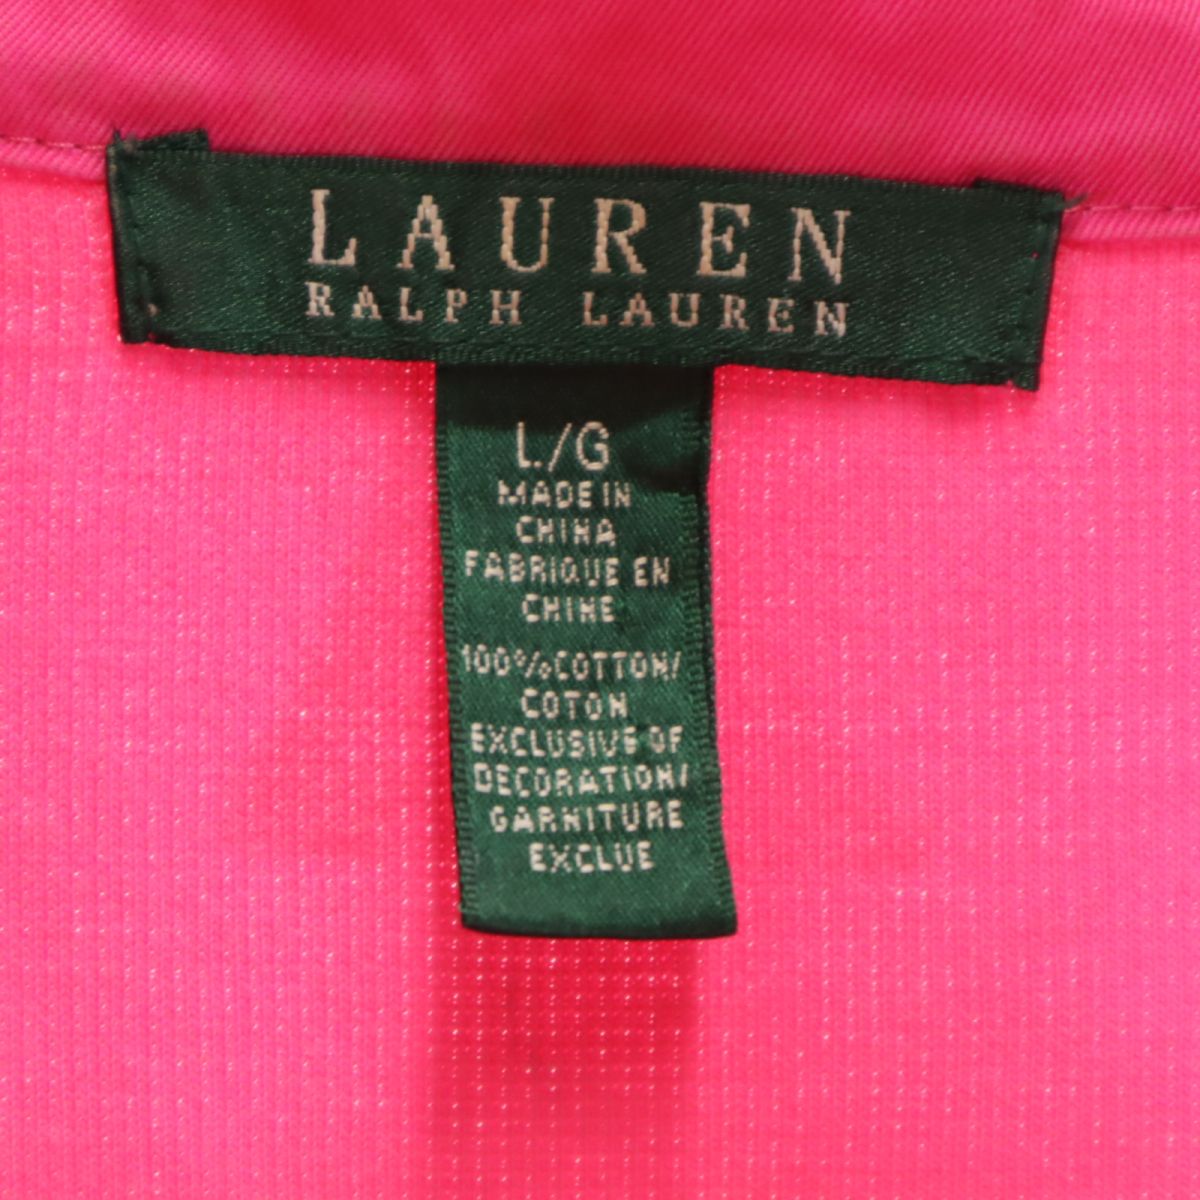 LAUREN
RALPH LAUREN
L/G
MADE IN
CHINA
FABRIQUE EN
CHINE
100%COTTON/
COTON
EXCLUSIVE OF
DECORATION/
GARNITURE
EXCLUE